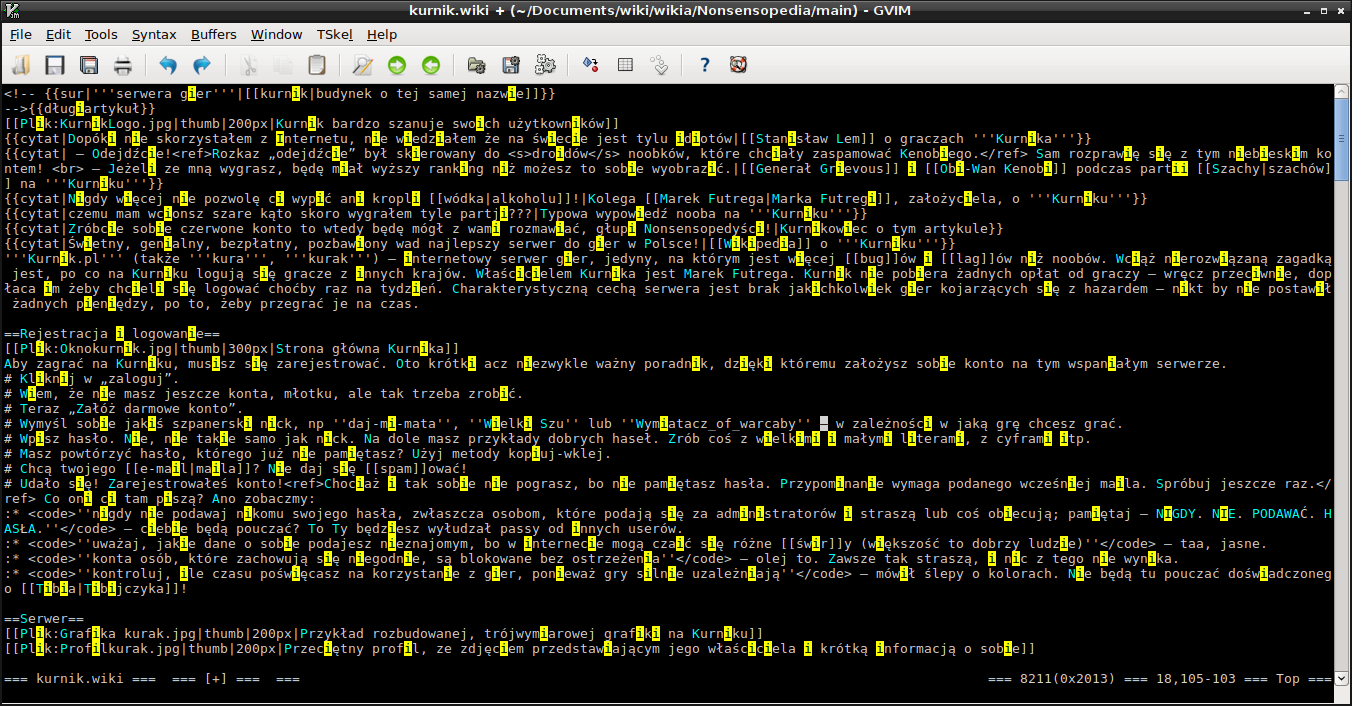 kurnik.wiki + (~/Documents/wiki/wikia/Nonsensopedia/main) - GVIM
File Edit Tools Syntax Buffers Window TSkel Help
<!-- {{sur|'''serwera gier'''|[[kurnik|budynek o tej samej nazwie]]}}
-->{{długiartykuł}}
[[Plik:KurnikLogo.jpg|thumb|200px|Kurnik bardzo szanuje swoich użytkowników]]
{{cytat|Dopóki nie skorzystałem z Internetu, nie wiedziałem że na świecie jest tylu idiotów|[[Stanisław Lem]] o graczach '''Kurnika'''}}
{{cytat| – Odejdźcie!<ref>Rozkaz „odejdźcie” był skierowany do <s>droidów</s> noobków, które chciały zaspamować Kenobiego.</ref> Sam rozprawię się z tym niebieskim ko
ntem! <br> – Jeżeli ze mną wygrasz, będę miał wyższy ranking niż możesz to sobie wyobrazić.|[[Generał Grievous]] i [[Obi-Wan Kenobi]] podczas partii [[Szachy|szachów]
] na '''Kurniku'''}}
{{cytat|Nigdy więcej nie pozwolę ci wypić ani kropli [[wódka|alkoholu]]!|Kolega [[Marek Futrega|Marka Futregi]], założyciela, o '''Kurniku'''}}
{{cytat|czemu mam wcionsz szare kąto skoro wygrałem tyle partji???|Typowa wypowiedź nooba na '''Kurniku'''}}
{{cytat|Zróbcie sobie czerwone konto to wtedy będę mógł z wami rozmawiać, głupi Nonsensopedyści!|Kurnikowiec o tym artykule}}
{{cytat|Świetny, genialny, bezpłatny, pozbawiony wad najlepszy serwer do gier w Polsce!|[[Wikipedia]] o '''Kurniku'''}}
'''Kurnik.pl''' (także '''kura''', '''kurak''') – internetowy serwer gier, jedyny, na którym jest więcej [[bug]]ów i [[lag]]ów niż noobów. Wciąż nierozwiązaną zagadką
jest, po co na Kurniku logują się gracze z innych krajów. Właścicielem Kurnika jest Marek Futrega. Kurnik nie pobiera żadnych opłat od graczy – wręcz przeciwnie, dop
łaca im żeby chcieli się logować choćby raz na tydzień. Charakterystyczną cechą serwera jest brak jakichkolwiek gier kojarzących się z hazardem – nikt by nie postawił
żadnych pieniędzy, po to, żeby przegrać je na czas.
==Rejestracja i logowanie==
[[Plik:Oknokurnik.jpg|thumb|300px|Strona główna Kurnika]]
Aby zagrać na Kurniku, musisz się zarejestrować. Oto krótki acz niezwykle ważny poradnik, dzięki któremu założysz sobie konto na tym wspaniałym serwerze.
# Kliknij w „zaloguj”.
# Wiem, że nie masz jeszcze konta, młotku, ale tak trzeba zrobić.
# Teraz „Załóż darmowe konto”.
# Wymyśl sobie jakiś szpanerski nick, np ''daj-mi-mata'', ''Wielki Szu'' lub ''Wymiatacz_of_warcaby'' – w zależności w jaką grę chcesz grać.
# Wpisz hasło. Nie, nie takie samo jak nick. Na dole masz przykłady dobrych haseł. Zrób coś z wielkimi i małymi literami, z cyframi itp.
# Masz powtórzyć hasło, którego już nie pamiętasz? Użyj metody kopiuj-wklej.
# Chcą twojego [[e-mail|maila]]? Nie daj się [[spam]]ować!
# Udało się! Zarejestrowałeś konto!<ref>Chociaż i tak sobie nie pograsz, bo nie pamiętasz hasła. Przypominanie wymaga podanego wcześniej maila. Spróbuj jeszcze raz.</
ref> Co oni ci tam piszą? Ano zobaczmy:
:* <code>''nigdy nie podawaj nikomu swojego hasła, zwłaszcza osobom, które podają się za administratorów i straszą lub coś obiecują; pamiętaj – NIGDY. NIE. PODAWAĆ. H
ASŁA.''</code> – ciebie będą pouczać? To Ty będziesz wyłudzał passy od innych userów.
:* <code>''uważaj, jakie dane o sobie podajesz nieznajomym, bo w internecie mogą czaić się różne [[świr]]y (większość to dobrzy ludzie)''</code> – taa, jasne.
:* <code>''konta osób, które zachowują się niegodnie, są blokowane bez ostrzeżenia''</code> – olej to. Zawsze tak straszą, i nic z tego nie wynika.
:* <code>''kontroluj, ile czasu poświęcasz na korzystanie z gier, ponieważ gry silnie uzależniają''</code> – mówił ślepy o kolorach. Nie będą tu pouczać doświadczoneg
o [[Tibia|Tibijczyka]]!
==Serwer==
[[Plik:Grafika kurak.jpg|thumb|200px|Przykład rozbudowanej, trójwymiarowej grafiki na Kurniku]]
[[Plik:Profilkurak.jpg|thumb|200px|Przeciętny profil, ze zdjęciem przedstawiającym jego właściciela i krótką informacją o sobie]]
=== kurnik.wiki ===  === [+] ===  === === 8211(0x2013) === 18,105-103 === Top ===